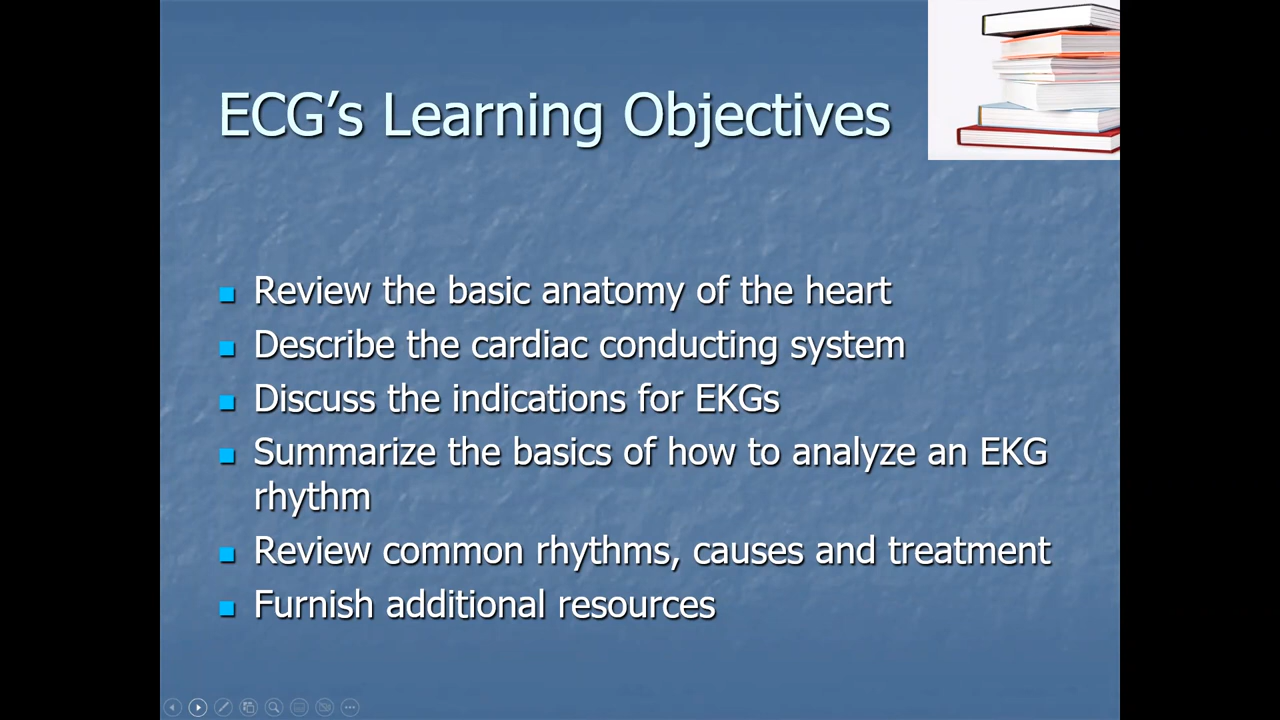 ECG’s Learning Objectives
Review the basic anatomy of the heart
Describe the cardiac conducting system
Discuss the indications for EKGs
Summarize the basics of how to analyze an EKG
rhythm
Review common rhythms, causes and treatment
Furnish additional resources